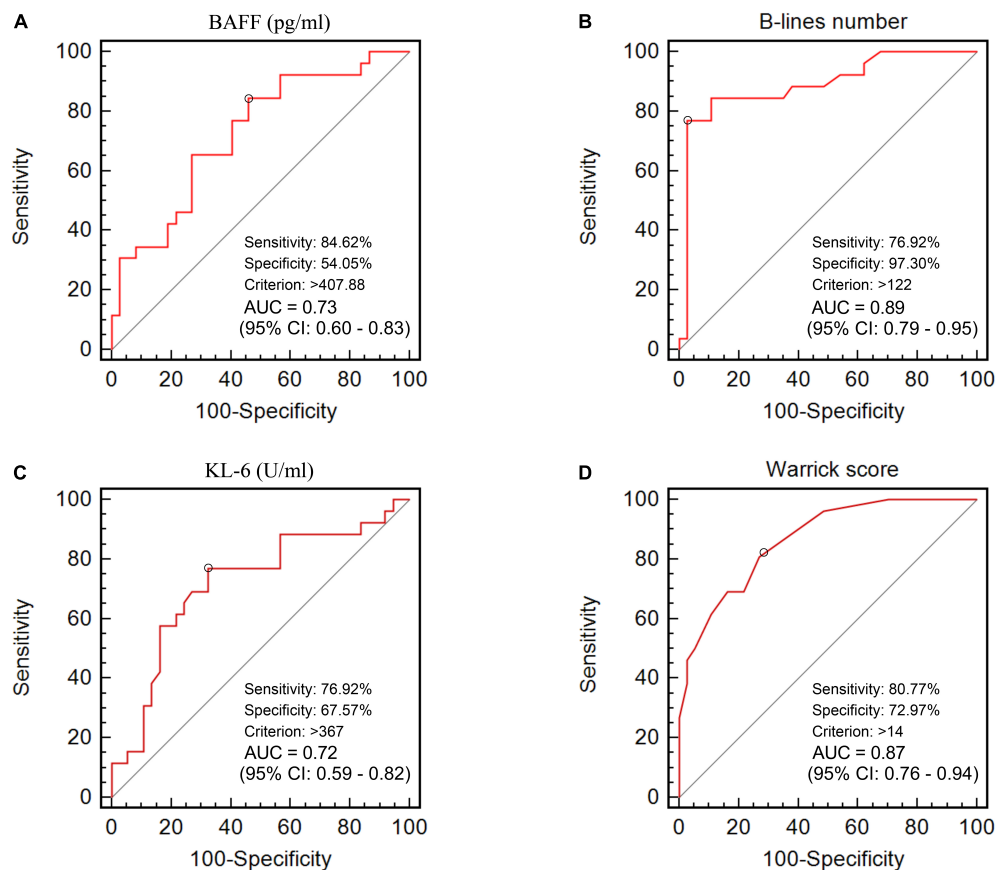 A
BAFF (pg/ml)
100
80
60
40
20
0
Sensitivity
Sensitivity: 84.62%
Specificity: 54.05%
Criterion: >407.88
AUC = 0.73
(95% CI: 0.60 - 0.83)
0 20 40 60 80 100
100-Specificity
B
B-lines number
100
80
60
40
20
0
Sensitivity
Sensitivity: 76.92%
Specificity: 97.30%
Criterion: >122
AUC = 0.89
(95% CI: 0.79 - 0.95)
0 20 40 60 80 100
100-Specificity
C
KL-6 (U/ml)
100
80
60
40
20
0
Sensitivity
Sensitivity: 76.92%
Specificity: 67.57%
Criterion: >367
AUC = 0.72
(95% CI: 0.59 - 0.82)
0 20 40 60 80 100
100-Specificity
D
Warrick score
100
80
60
40
20
0
Sensitivity
Sensitivity: 80.77%
Specificity: 72.97%
Criterion: >14
AUC = 0.87
(95% CI: 0.76 - 0.94)
0 20 40 60 80 100
100-Specificity